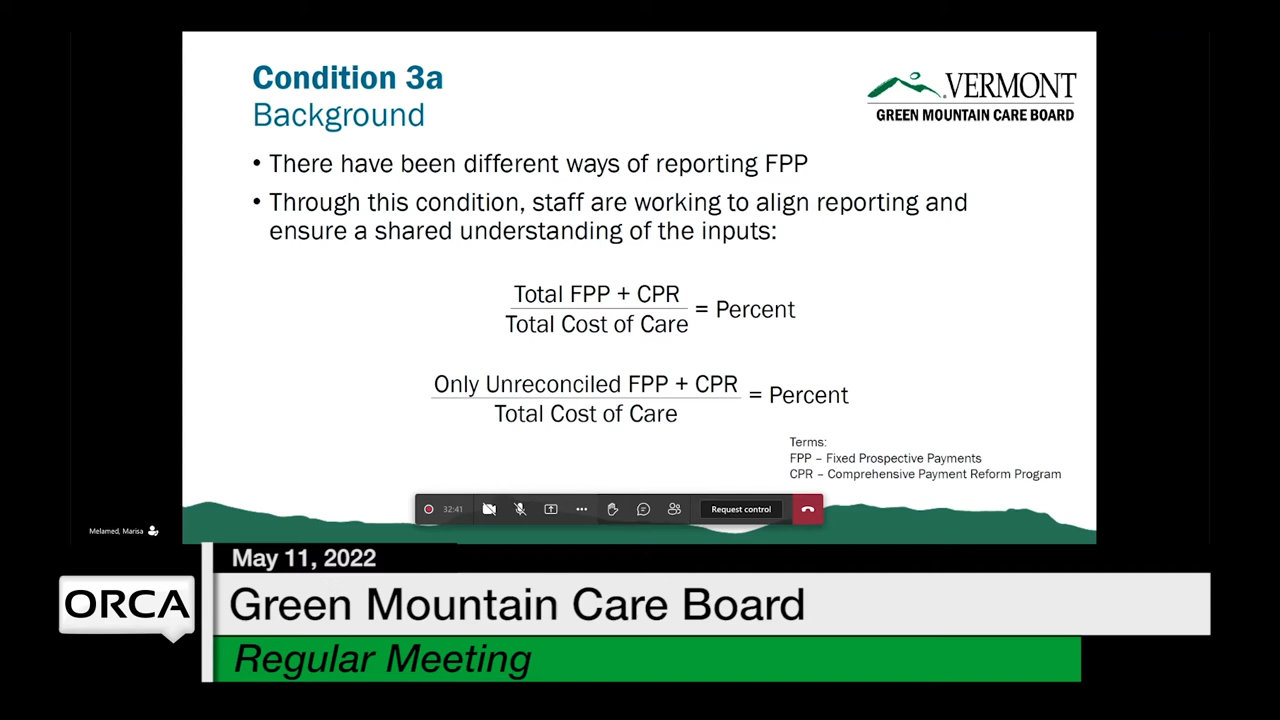 Condition 3a
Background
VERMONT
GREEN MOUNTAIN CARE BOARD
• There have been different ways of reporting FPP
• Through this condition, staff are working to align reporting and
ensure a shared understanding of the inputs:
Total FPP + CPR
Total Cost of Care
= Percent
Only Unreconciled FPP + CPR
Total Cost of Care
= Percent
Terms:
FPP – Fixed Prospective Payments
CPR – Comprehensive Payment Reform Program
32:41
Request control
Melamed, Marisa
May 11, 2022
ORCA
Green Mountain Care Board
Regular Meeting